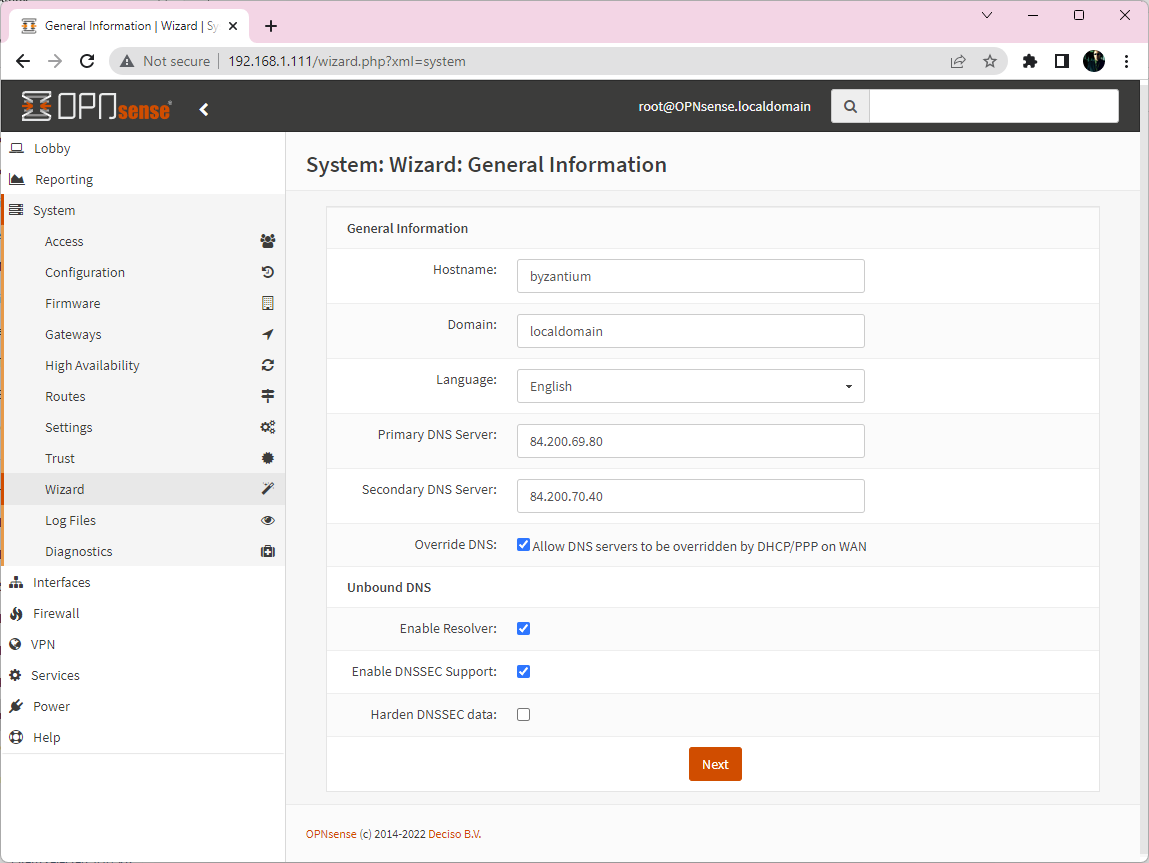 General Information | Wizard | Sy
Not secure
192.168.1.111/wizard.php?xml=system
OPNsense
root@OPNsense.localdomain
Lobby
Reporting
System
Access
Configuration
Firmware
Gateways
High Availability
Routes
Settings
Trust
Wizard
Log Files
Diagnostics
Interfaces
Firewall
VPN
Services
Power
Help
System: Wizard: General Information
General Information
Hostname: byzantium
Domain: localdomain
Language: English
Primary DNS Server: 84.200.69.80
Secondary DNS Server: 84.200.70.40
Override DNS: Allow DNS servers to be overridden by DHCP/PPP on WAN
Unbound DNS
Enable Resolver:
Enable DNSSEC Support:
Harden DNSSEC data:
Next
OPNsense (c) 2014-2022 Deciso B.V.